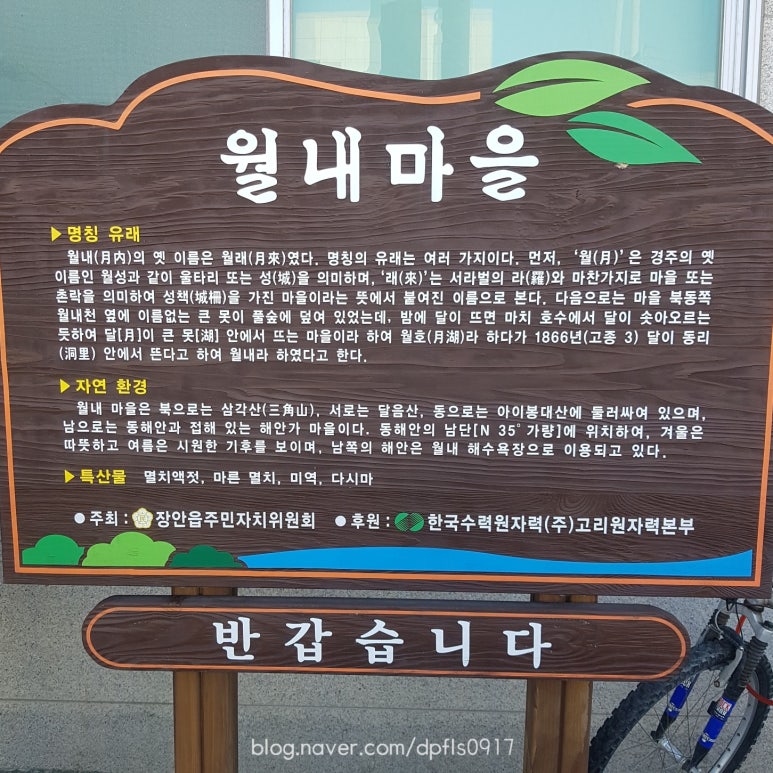 월내마을
▶ 명칭 유래
월내(月內)의 옛 이름은 월래(月來)였다. 명칭의 유래는 여러 가지이다. 먼저, ‘월(月)’은 경주의 옛
이름인 월성과 같이 울타리 또는 성(城)을 의미하며, ‘래(來)’는 서라벌의 라(羅)와 마찬가지로 마을 또는
촌락을 의미하여 성책(城柵)을 가진 마을이라는 뜻에서 붙여진 이름으로 본다. 다음으로는 마을 북동쪽
월내천 옆에 이름없는 큰 못이 풀숲에 덮여 있었는데, 밤에 달이 뜨면 마치 호수에서 달이 솟아오르는
듯하여 달[月]이 큰 못[湖] 안에서 뜨는 마을이라 하여 월호(月湖)라 하다가 1866년(고종 3) 달이 동리
(洞里) 안에서 뜬다고 하여 월내라 하였다고 한다.
▶ 자연 환경
월내 마을은 북으로는 삼각산(三角山), 서로는 달음산, 동으로는 아이봉대산에 둘러싸여 있으며,
남으로는 동해안과 접해 있는 해안가 마을이다. 동해안의 남단[N 35° 가량]에 위치하여, 겨울은
따뜻하고 여름은 시원한 기후를 보이며, 남쪽의 해안은 월내 해수욕장으로 이용되고 있다.
▶ 특산물 멸치액젓, 마른 멸치, 미역, 다시마
● 주최 : 장안읍주민자치위원회 ● 후원 : 한국수력원자력(주)고리원자력본부
반갑습니다
blog.naver.com/dpfls0917